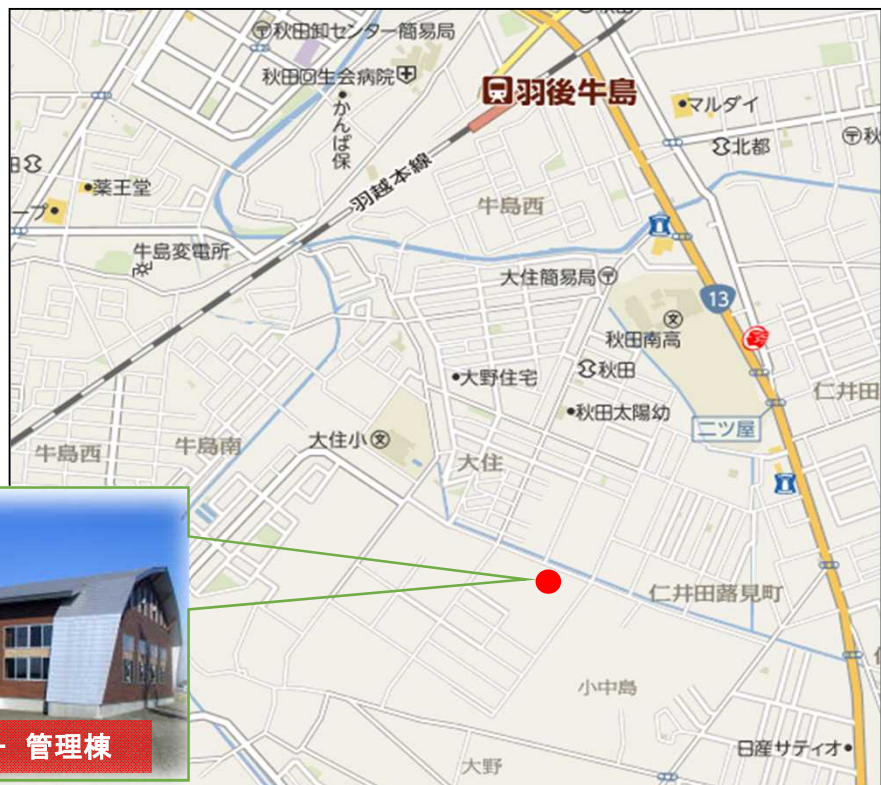 秋田卸センター簡易局
秋田回生会病院
かんば保
羽後牛島
マルダイ
北都
秋
田
薬王堂
ープ
羽越本線
牛島西
牛島変電所
大住簡易局
13
秋田南高
大野住宅
秋田
秋田太陽幼
仁井田
二ツ屋
牛島西
牛島南
大住小
大住
仁井田蕗見町
小中島
管理棟
大野
日産サティオ